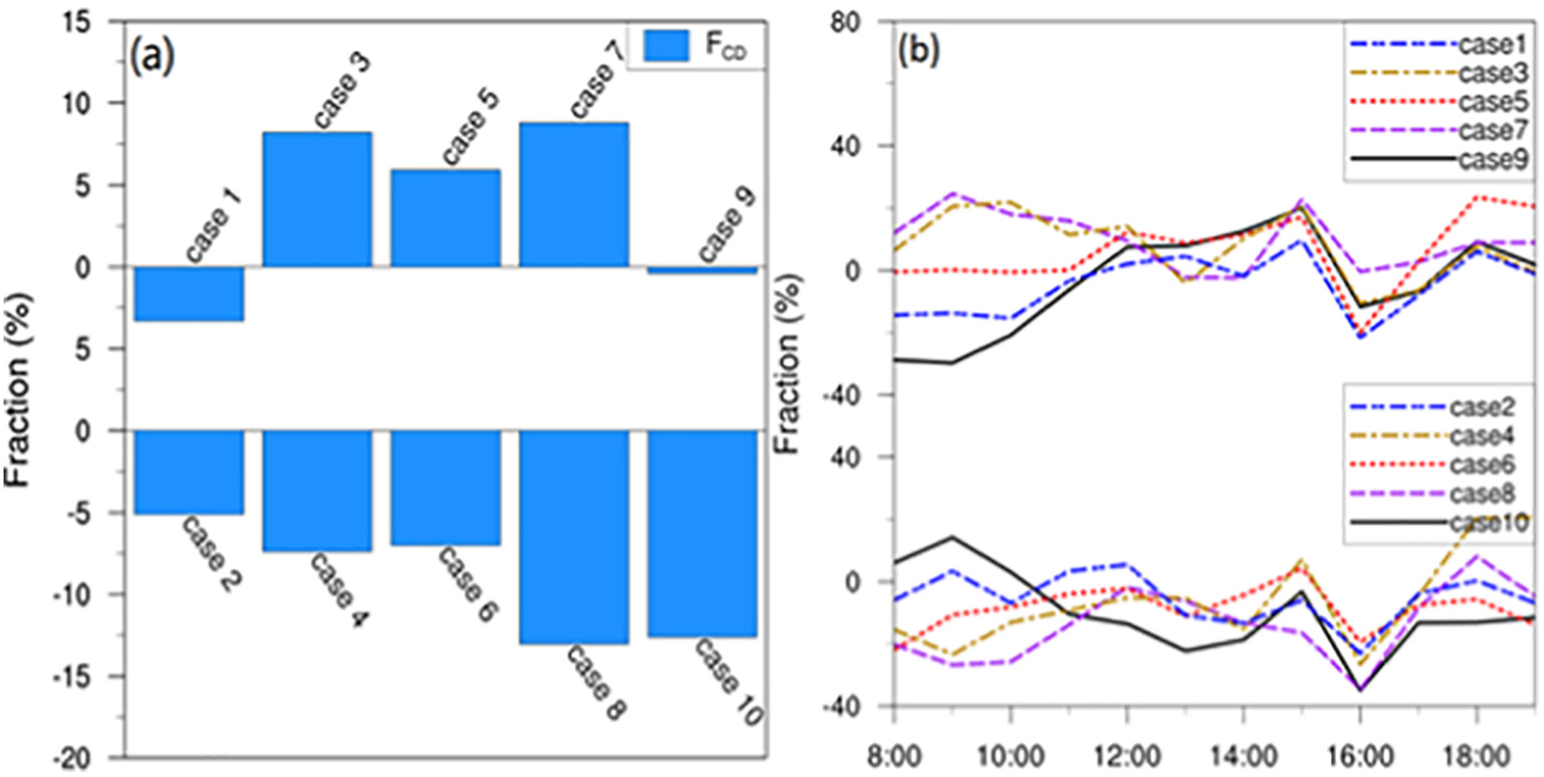 (a)
F_CD
15
10
5
0
5
0
-5
-10
-15
-20
Fraction (%)
case 1
case 3
case 5
case 7
case 9
case 2
case 4
case 6
case 8
case 10
(b)
80
40
0
-40
40
0
-40
Fraction (%)
case1
case3
case5
case7
case9
case2
case4
case6
case8
case10
8:00 10:00 12:00 14:00 16:00 18:00